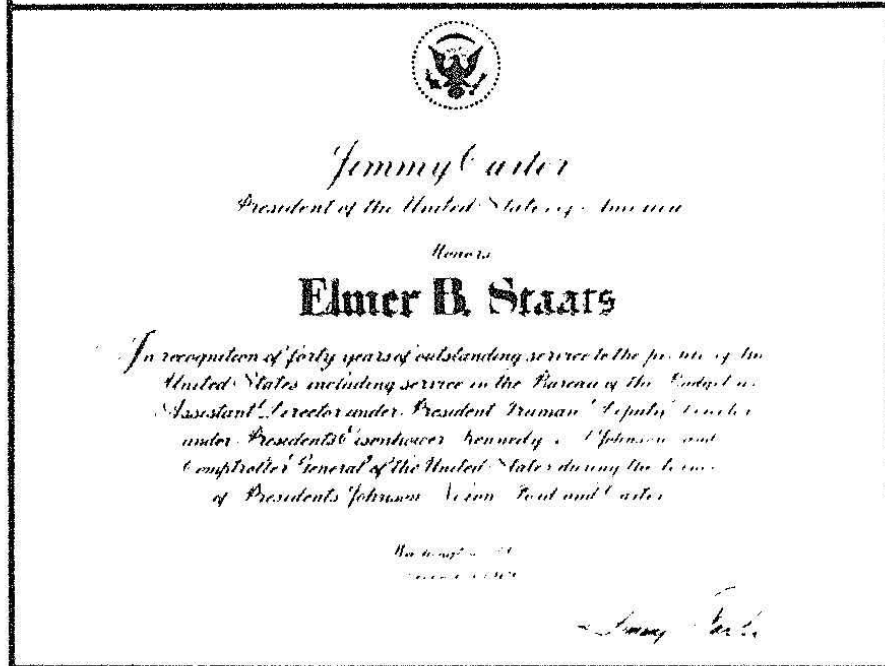 Jimmy Carter
President of the United States of America
Honors
Elmer B. Staats
In recognition of forty years of outstanding service to the people of the
United States including service in the Bureau of the Budget as
Assistant Director under President Truman Deputy Director
under Presidents Eisenhower Kennedy Johnson and
Comptroller General of the United States during the
of Presidents Johnson Nixon Ford and Carter
Jimmy Carter